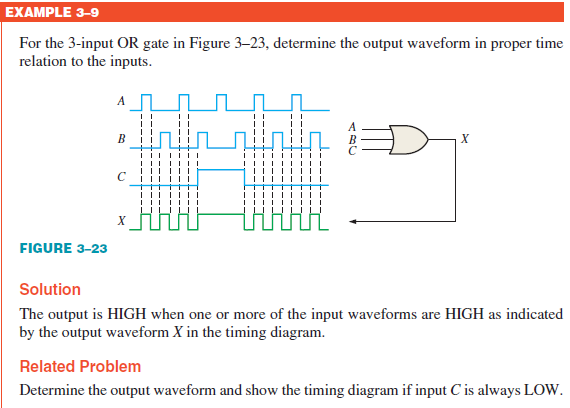 EXAMPLE 3–9
For the 3-input OR gate in Figure 3–23, determine the output waveform in proper time
relation to the inputs.
A
B
C
X
A
B
C
X
FIGURE 3–23
Solution
The output is HIGH when one or more of the input waveforms are HIGH as indicated
by the output waveform X in the timing diagram.
Related Problem
Determine the output waveform and show the timing diagram if input C is always LOW.